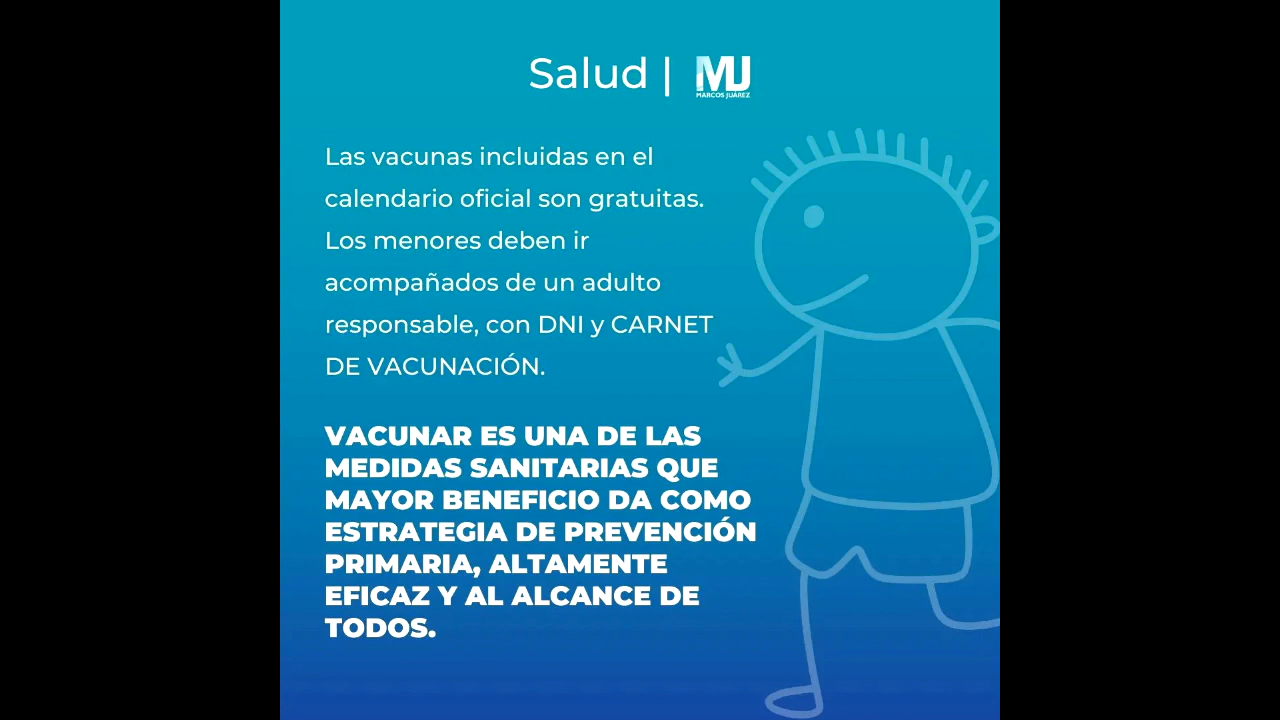 Salud | MJ
MARCOS JUÁREZ
Las vacunas incluidas en el
calendario oficial son gratuitas.
Los menores deben ir
acompañados de un adulto
responsable, con DNI y CARNET
DE VACUNACIÓN.
VACUNAR ES UNA DE LAS
MEDIDAS SANITARIAS QUE
MAYOR BENEFICIO DA COMO
ESTRATEGIA DE PREVENCIÓN
PRIMARIA, ALTAMENTE
EFICAZ Y AL ALCANCE DE
TODOS.